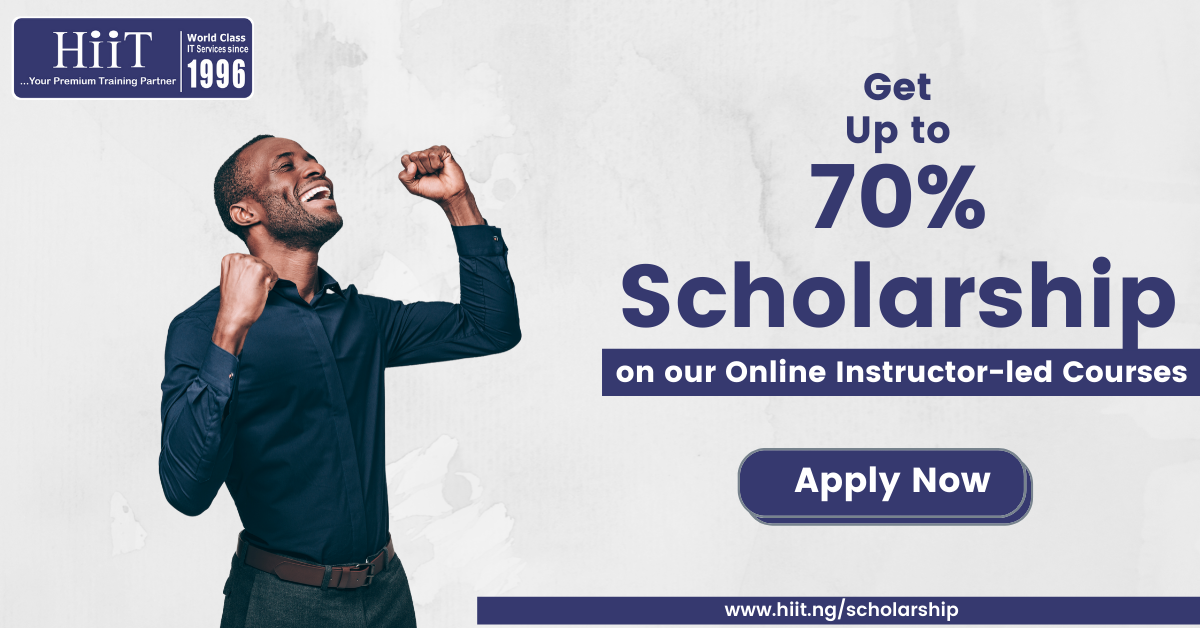 HiiT
...Your Premium Training Partner
World Class
IT Services since
1996
Get
Up to
70%
Scholarship
on our Online Instructor-led Courses
Apply Now
www.hiit.ng/scholarship